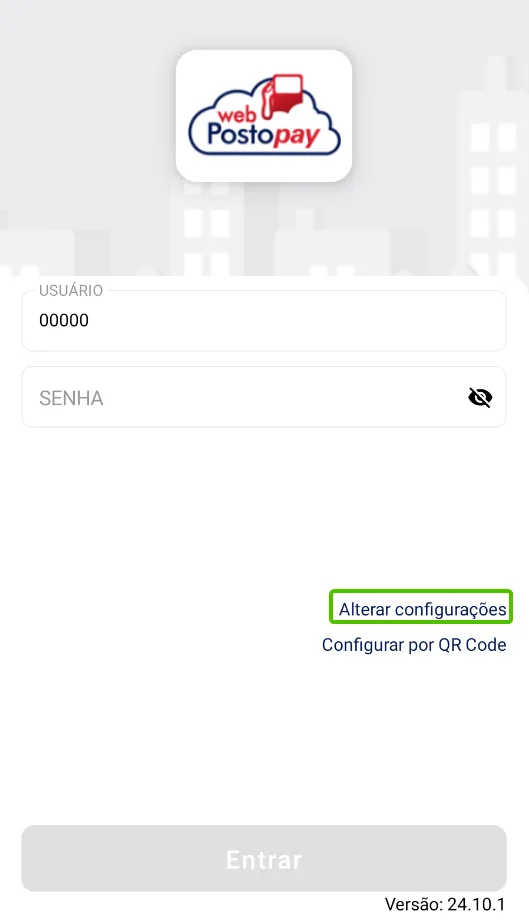 web
Postopay
USUÁRIO
00000
SENHA
Alterar configurações
Configurar por QR Code
Entrar
Versão: 24.10.1